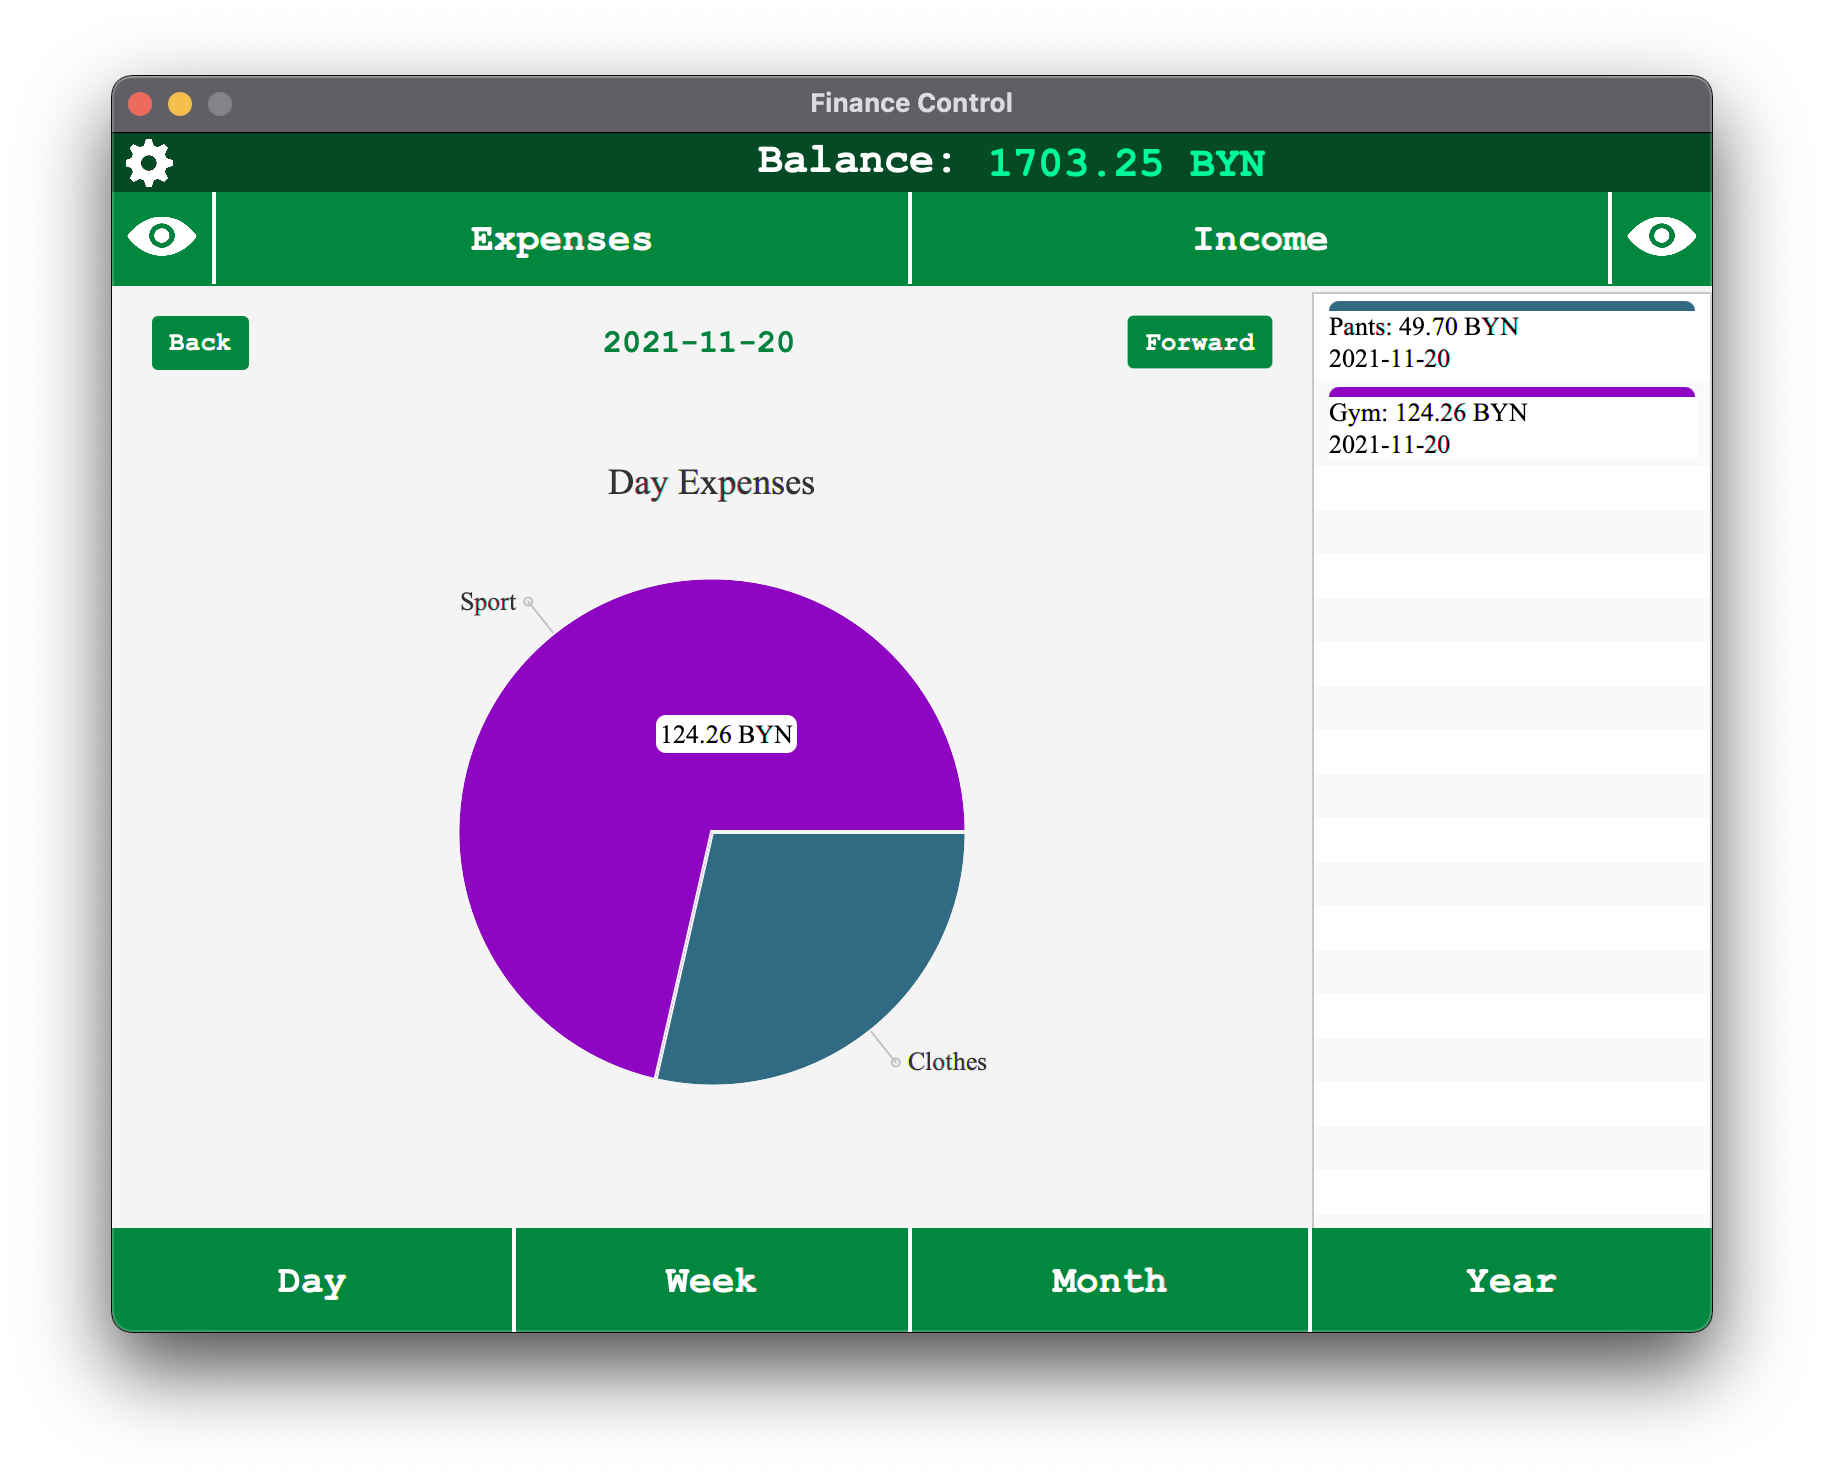 Finance Control
Balance: 1703.25 BYN
Expenses
Income
Back
2021-11-20
Forward
Pants: 49.70 BYN
2021-11-20
Gym: 124.26 BYN
2021-11-20
Day Expenses
Sport
124.26 BYN
Clothes
Day
Week
Month
Year